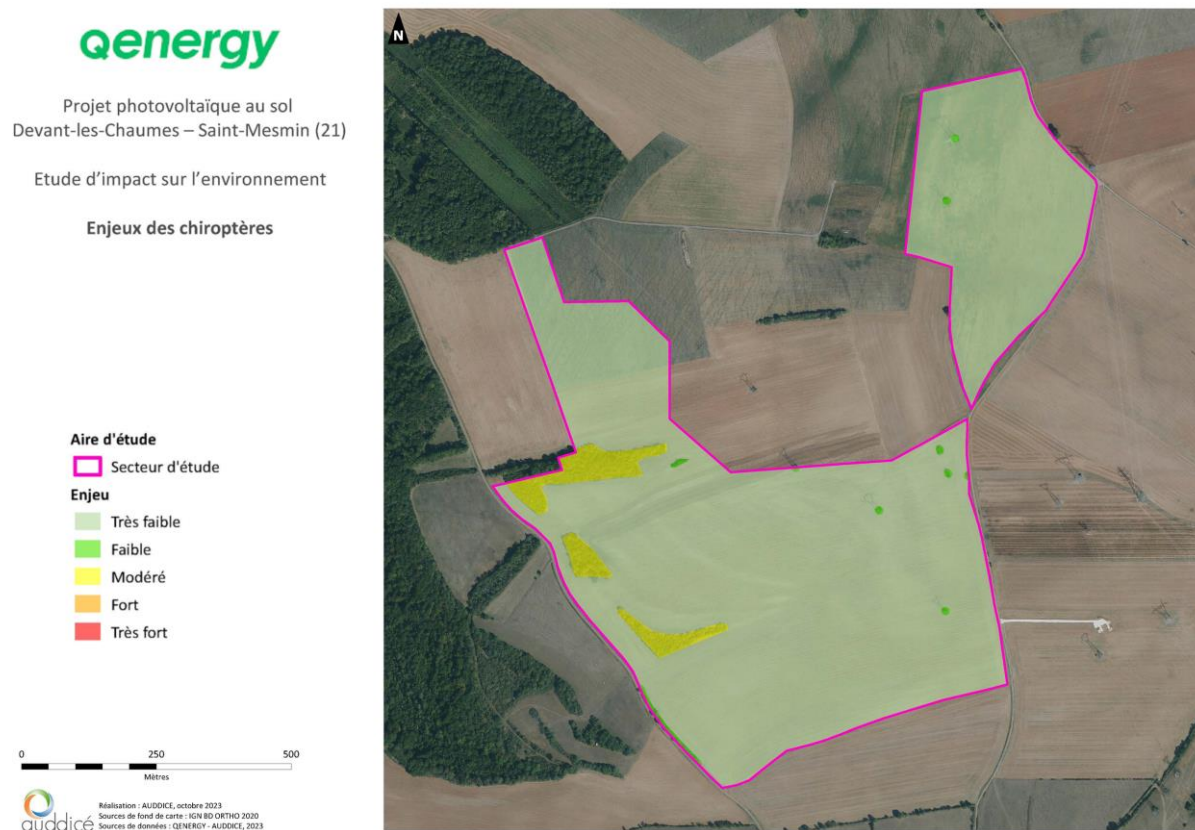 Qenergy
Projet photovoltaïque au sol
Devant-les-Chaumes – Saint-Mesmin (21)
Etude d'impact sur l'environnement
Enjeux des chiroptères
N
Aire d'étude
Secteur d'étude
Enjeu
Très faible
Faible
Modéré
Fort
Très fort
0 250 500
Mètres
auddicé
Réalisation : AUDDICE, octobre 2023
Sources de fond de carte : IGN BD ORTHO 2020
Sources de données : QENERGY - AUDDICE, 2023